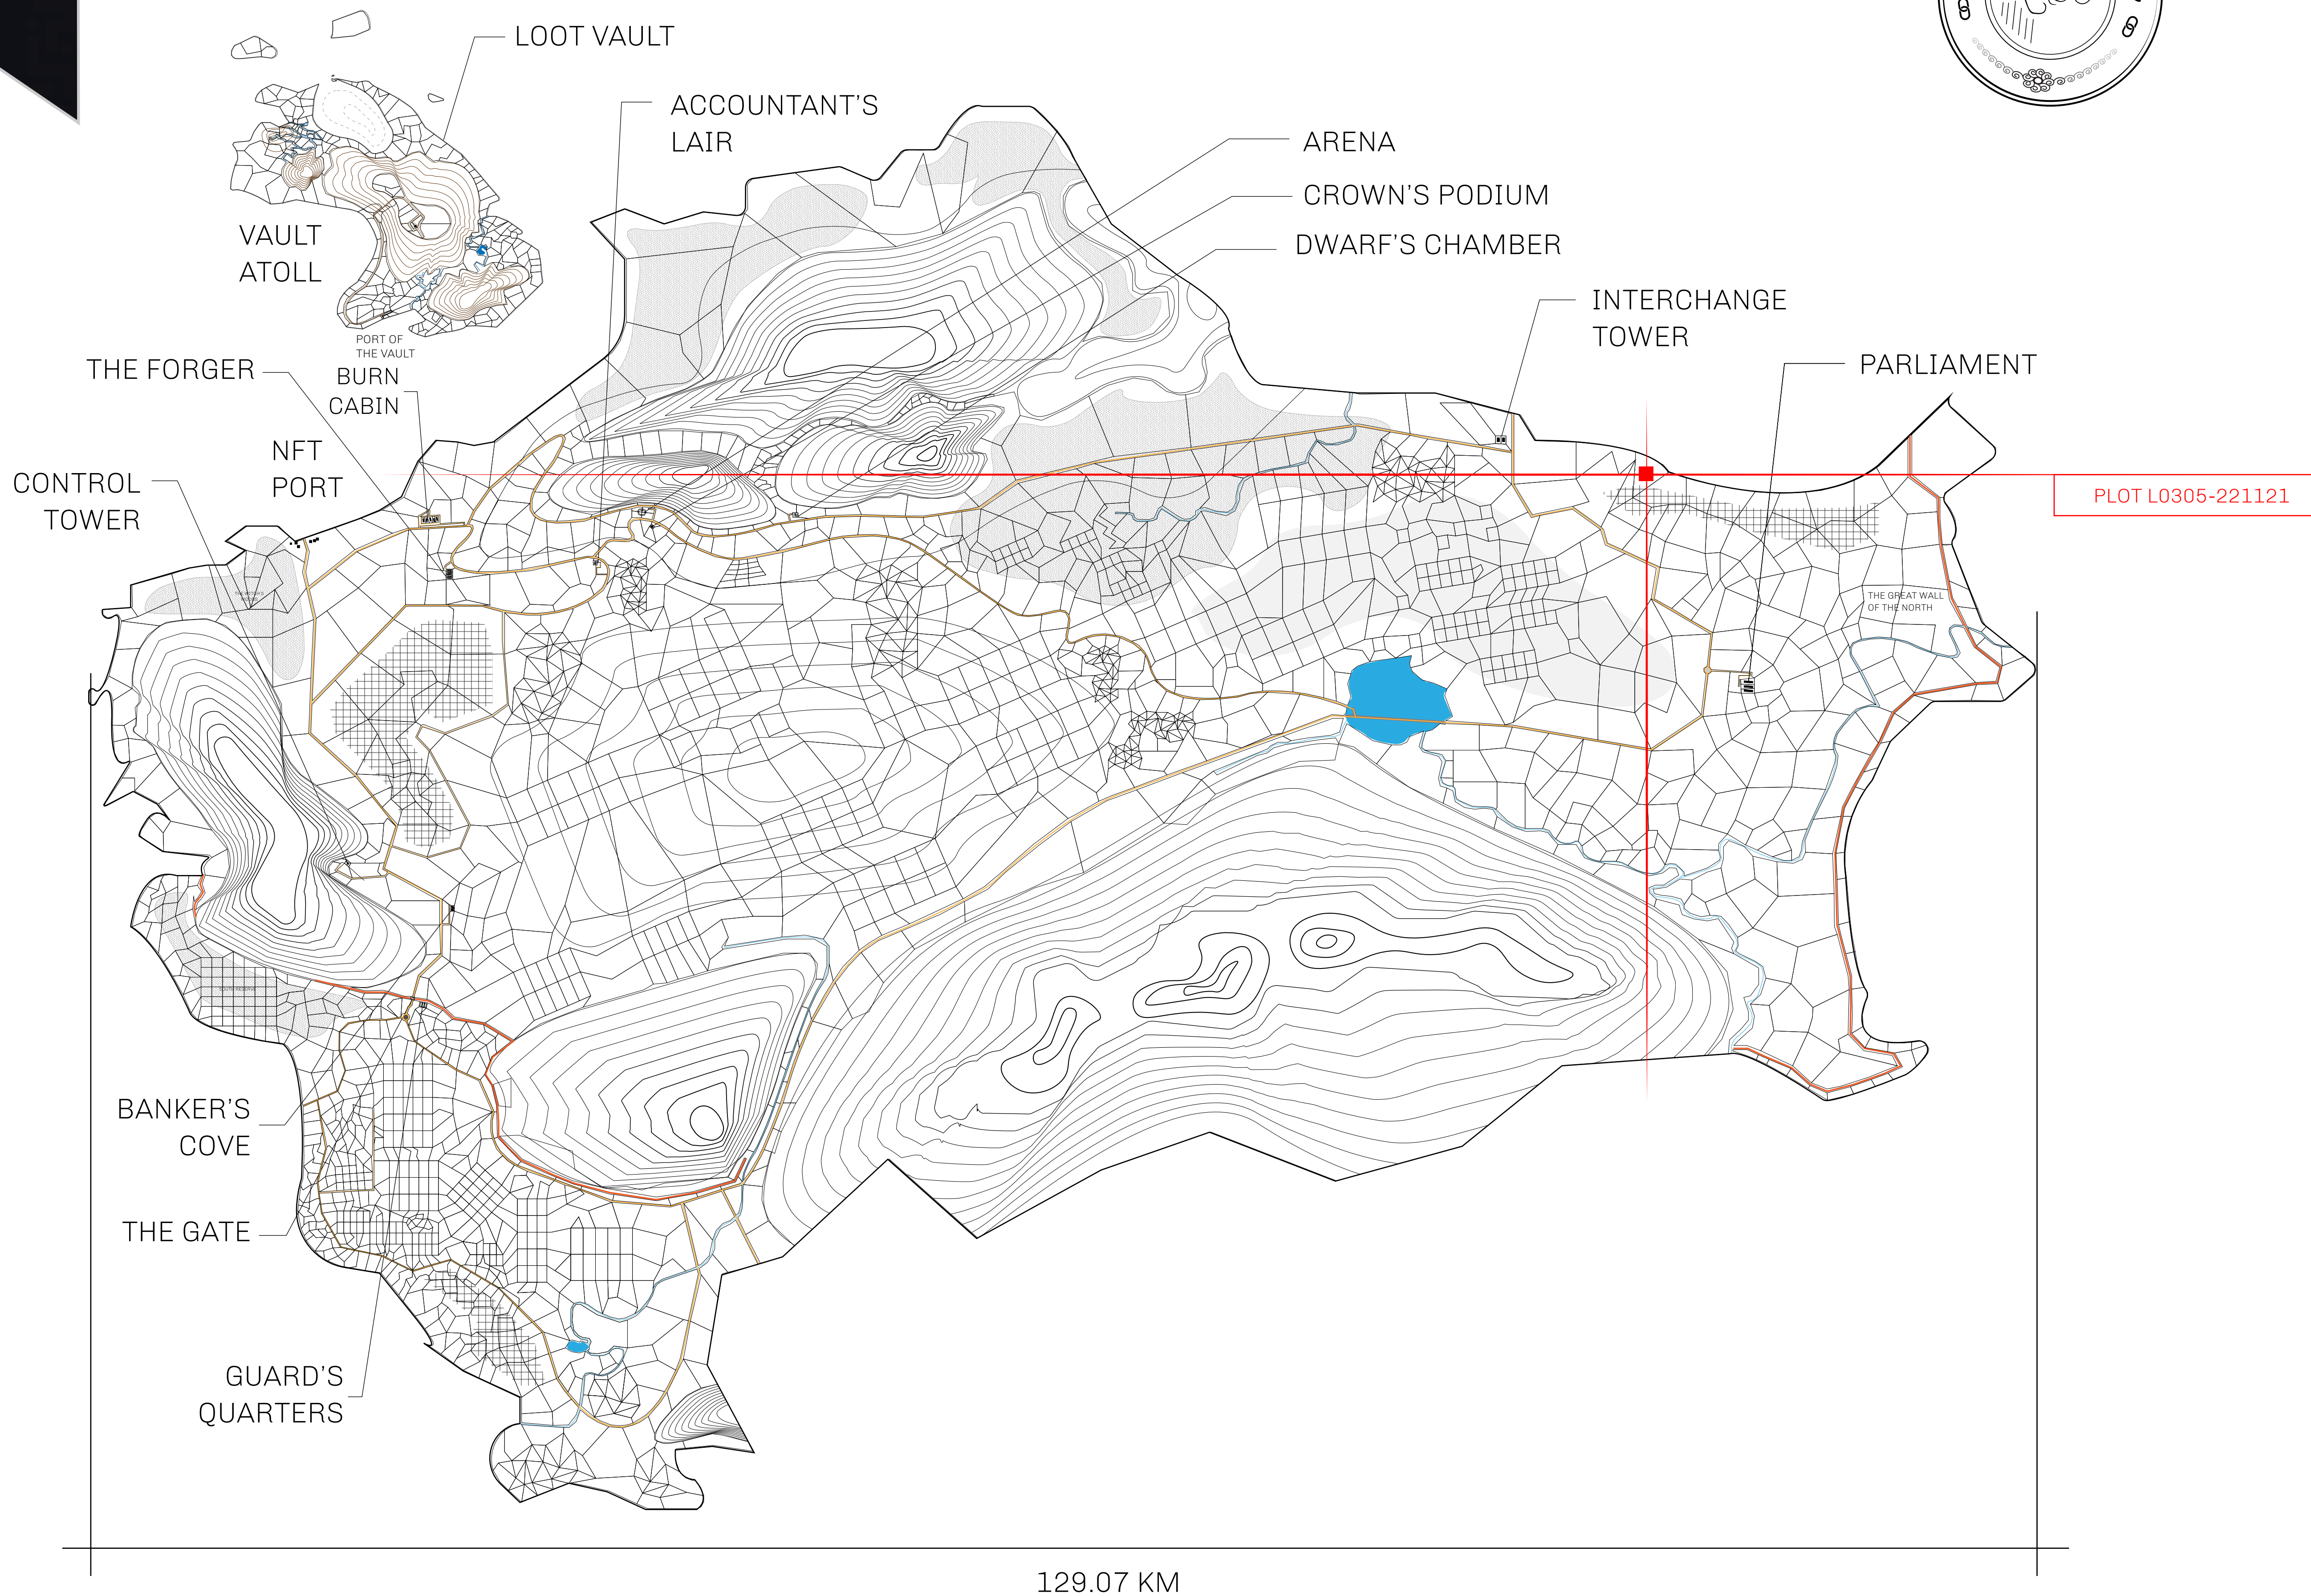 LOOT VAULT
ACCOUNTANT'S
LAIR
ARENA
CROWN'S PODIUM
DWARF'S CHAMBER
VAULT
ATOLL
INTERCHANGE
TOWER
PORT OF
THE VAULT
PARLIAMENT
THE FORGER
BURN
CABIN
NFT
PORT
CONTROL
TOWER
PLOT L0305-221121
THE GREAT WALL
OF THE NORTH
BANKER'S
COVE
THE GATE
GUARD'S
QUARTERS
129.07 KM